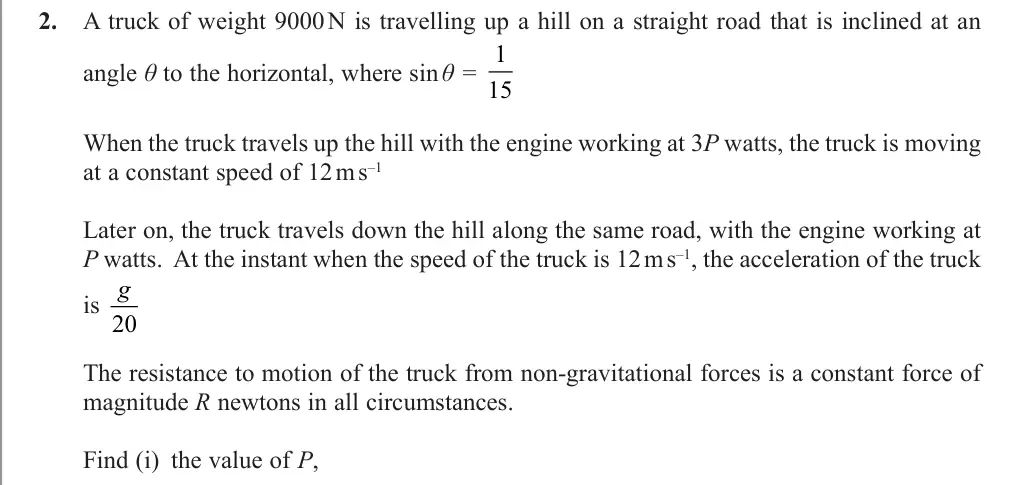 2. A truck of weight 9000 N is travelling up a hill on a straight road that is inclined at an
angle θ to the horizontal, where sin θ = 1/15
When the truck travels up the hill with the engine working at 3P watts, the truck is moving
at a constant speed of 12 m s⁻¹
Later on, the truck travels down the hill along the same road, with the engine working at
P watts. At the instant when the speed of the truck is 12 m s⁻¹, the acceleration of the truck
is g/20
The resistance to motion of the truck from non-gravitational forces is a constant force of
magnitude R newtons in all circumstances.
Find (i) the value of P,